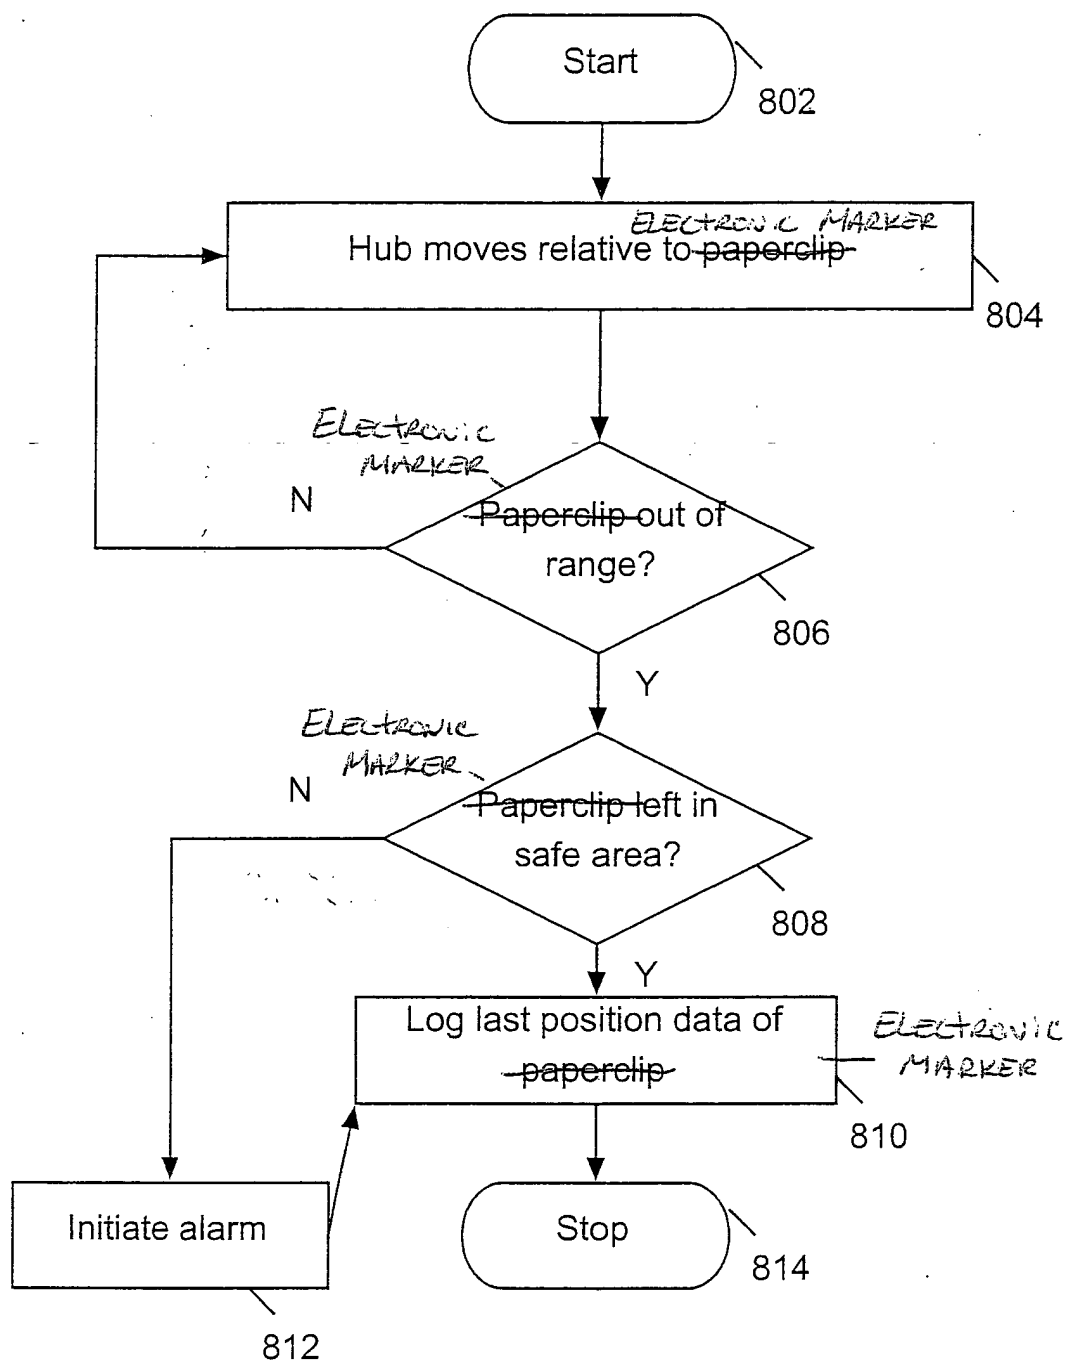 Start
802
ELECTRONIC MARKER
Hub moves relative to paperclip
804
ELECTRONIC
MARKER
N
Paperclip out of
range?
806
Y
ELECTRONIC
MARKER
N
Paperclip left in
safe area?
808
Y
Log last position data of
paperclip
ELECTRONIC
MARKER
810
Initiate alarm
812
Stop
814